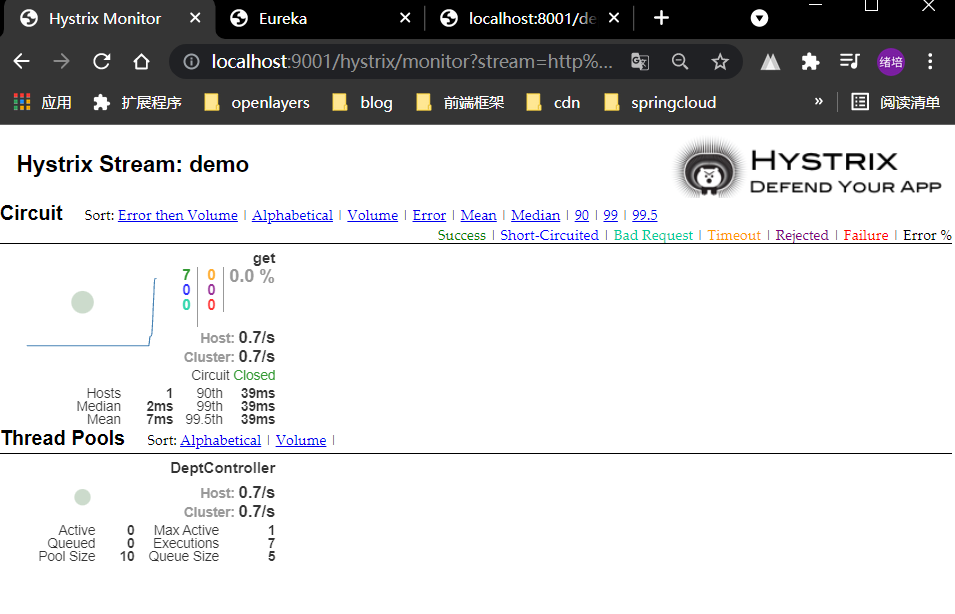 Hystrix Monitor × Eureka × localhost:8001/de ×
localhost:9001/hystrix/monitor?stream=http%... 绪培
应用 扩展程序 openlayers blog 前端框架 cdn springcloud » 阅读清单
Hystrix Stream: demo
HYSTRIX
DEFEND YOUR APP
Circuit Sort: Error then Volume | Alphabetical | Volume | Error | Mean | Median | 90 | 99 | 99.5
Success | Short-Circuited | Bad Request | Timeout | Rejected | Failure | Error %
get
7 0 0.0 %
0 0
0 0
Host: 0.7/s
Cluster: 0.7/s
Circuit Closed
Hosts 1 90th 39ms
Median 2ms 99th 39ms
Mean 7ms 99.5th 39ms
Thread Pools Sort: Alphabetical | Volume |
DeptController
Host: 0.7/s
Cluster: 0.7/s
Active 0 Max Active 1
Queued 0 Executions 7
Pool Size 10 Queue Size 5